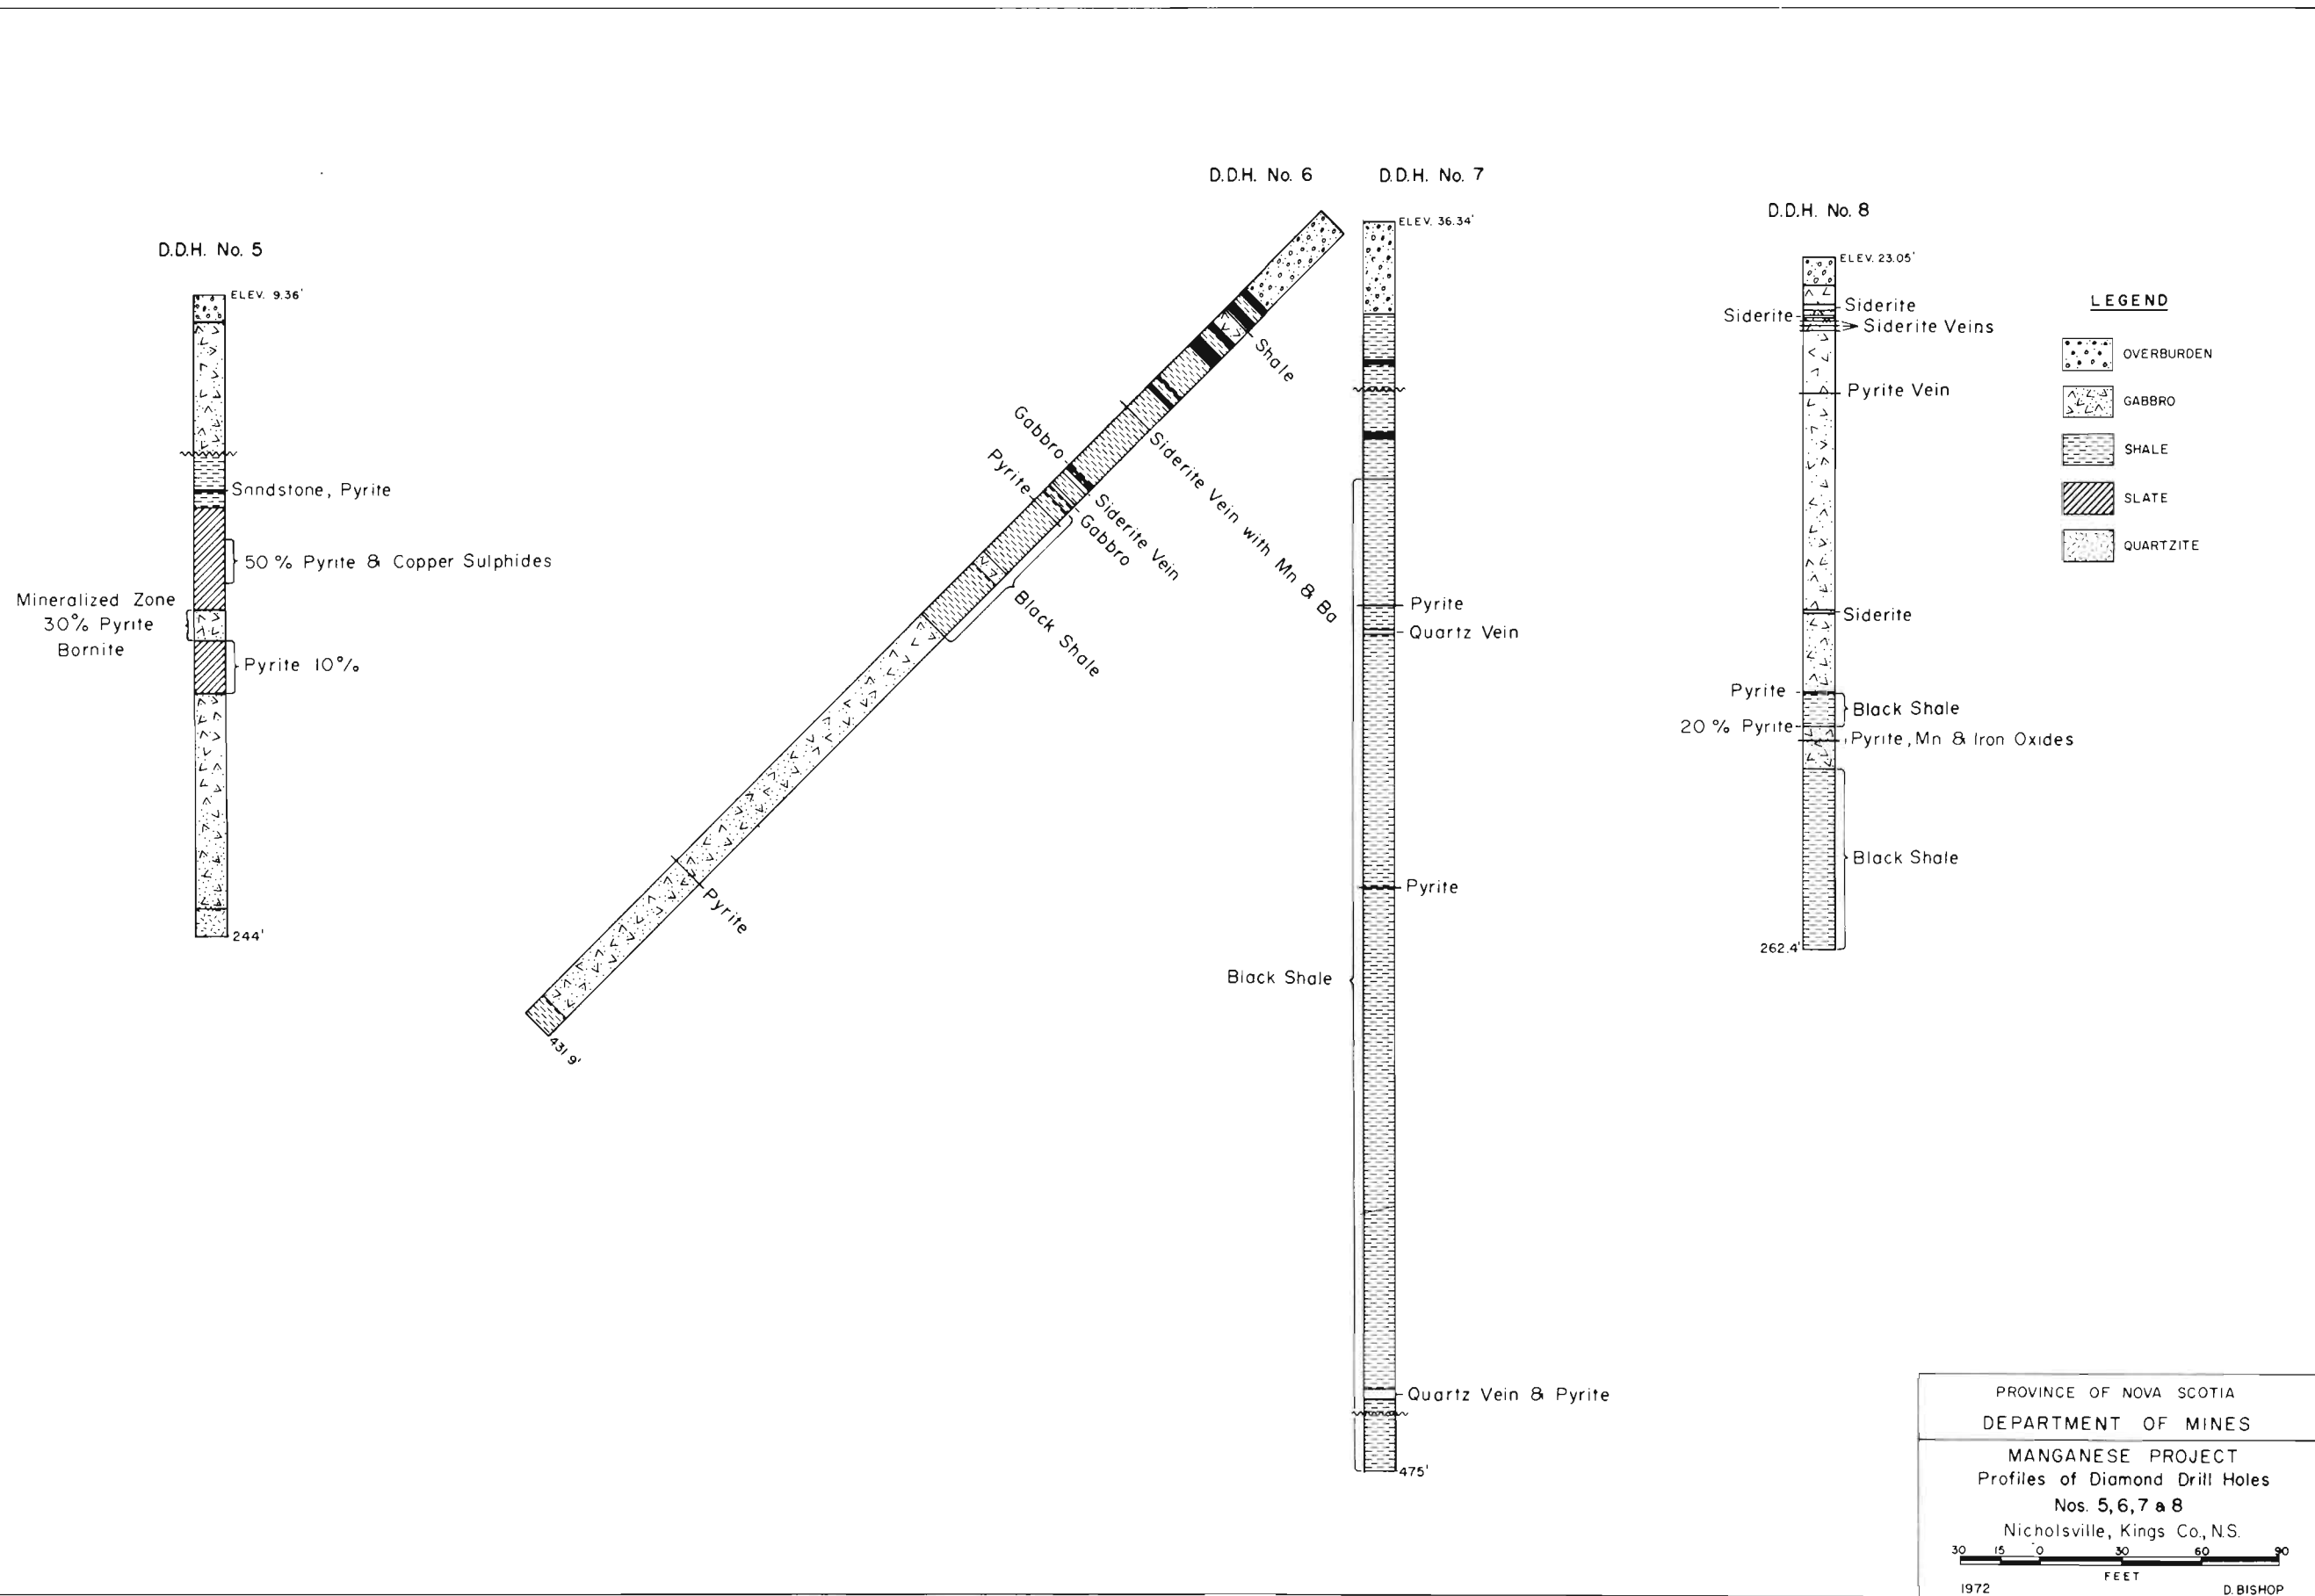 D.D.H. No. 5
ELEV. 9.36'
Sandstone, Pyrite
50% Pyrite & Copper Sulphides
Mineralized Zone
30% Pyrite
Bornite
Pyrite 10%
244'
D.D.H. No. 6
Shale
Siderite Vein with Mn & Ba
Gabbro
Pyrite
Siderite Vein
Gabbro
Black Shale
Pyrite
431.9'
D.D.H. No. 7
ELEV. 36.34'
Pyrite
Quartz Vein
Pyrite
Black Shale
Quartz Vein & Pyrite
475'
D.D.H. No. 8
ELEV. 23.05'
Siderite
Siderite
Siderite Veins
Pyrite Vein
Siderite
Pyrite
Black Shale
20% Pyrite
Pyrite, Mn & Iron Oxides
Black Shale
262.4'
LEGEND
OVERBURDEN
GABBRO
SHALE
SLATE
QUARTZITE
PROVINCE OF NOVA SCOTIA
DEPARTMENT OF MINES
MANGANESE PROJECT
Profiles of Diamond Drill Holes
Nos. 5, 6, 7 & 8
Nicholsville, Kings Co., N.S.
30 15 0 30 60 90
FEET
1972 D. BISHOP